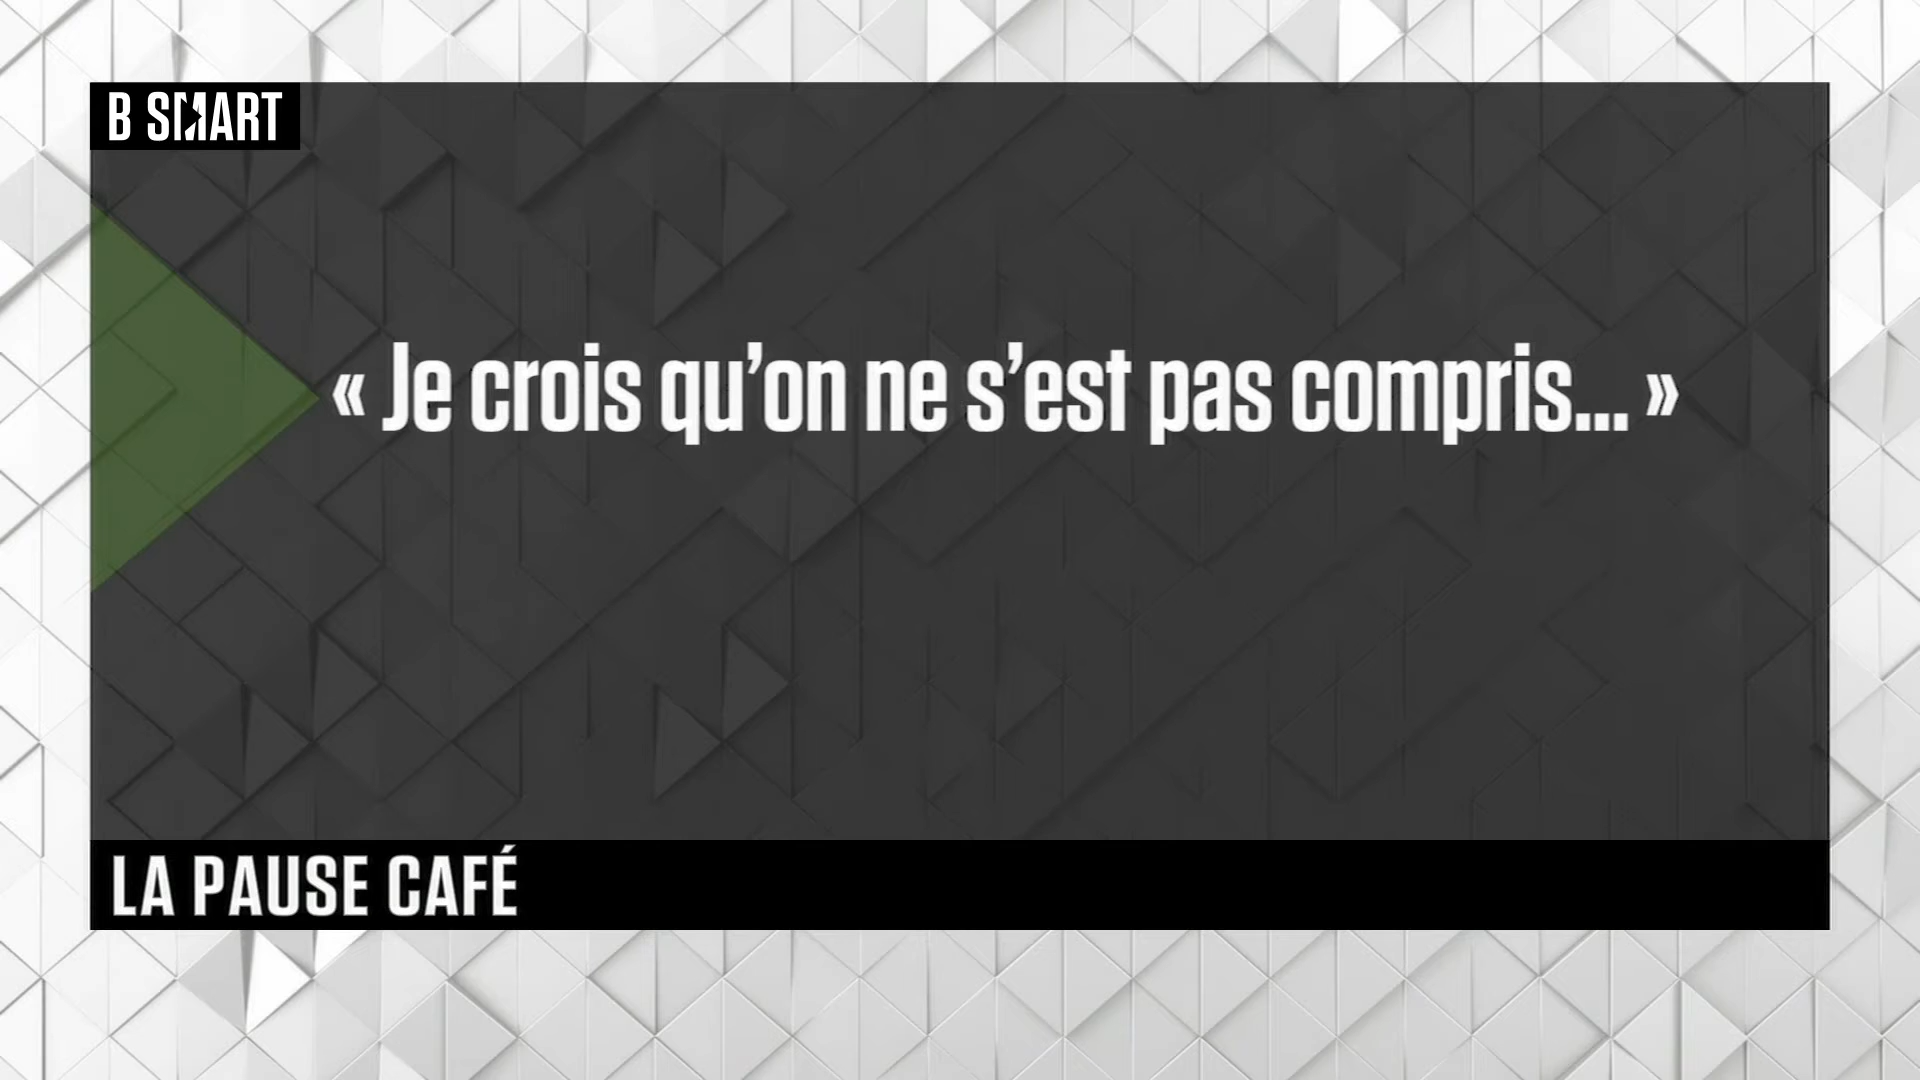 B SMART
« Je crois qu’on ne s’est pas compris... »
LA PAUSE CAFÉ